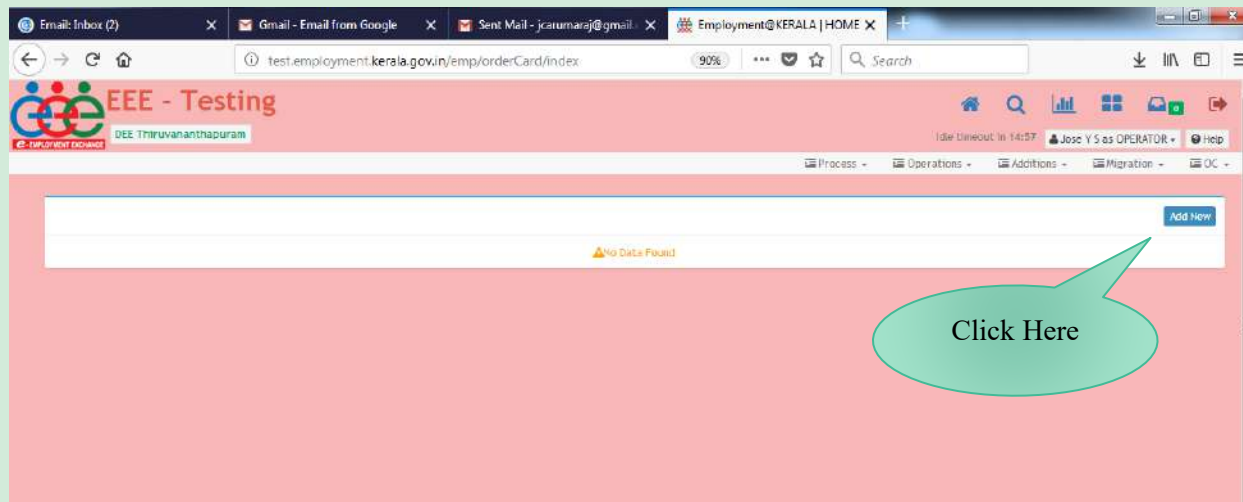 Email: Inbox (2)
Gmail - Email from Google
Sent Mail - jcarumaraj@gmail.
Employment@KERALA | HOME
test.employment.kerala.gov.in/emp/orderCard/index
90%
Search
EEE - Testing
DEE Thiruvananthapuram
e-EMPLOYMENT EXCHANGE
Idle timeout in 14:57
Jose Y S as OPERATOR
Help
Process
Operations
Additions
Migration
OC
Add New
No Data Found
Click Here